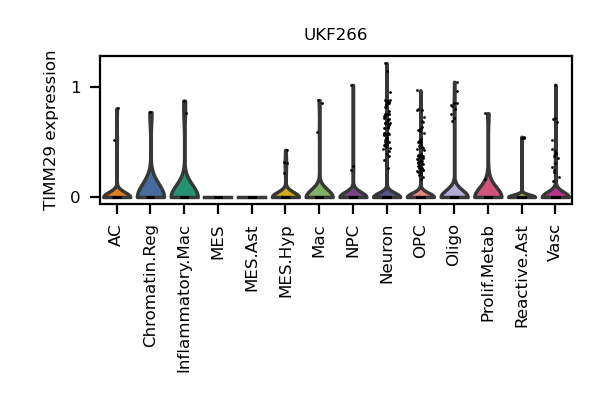 UKF266
TIMM29 expression
1
0
AC
Chromatin.Reg
Inflammatory.Mac
MES
MES.Ast
MES.Hyp
Mac
NPC
Neuron
OPC
Oligo
Prolif.Metab
Reactive.Ast
Vasc